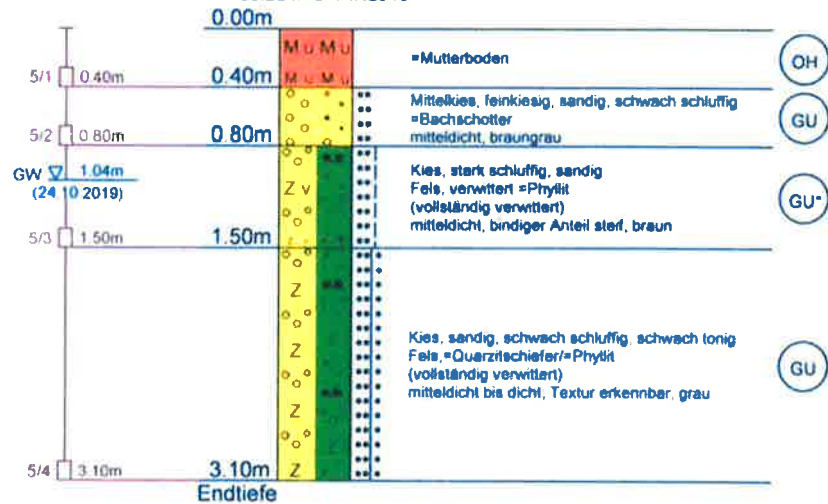 0.00m
Mu Mu
=Mutterboden
OH
5/1 0.40m
0.40m
Mu Mu
Mittelkies, feinkiesig, sandig, schwach schluffig
=Bachschotter
mitteldicht, braungrau
GU
5/2 0.80m
0.80m
GW 1.04m
(24.10.2019)
Kies, stark schluffig, sandig
Fels, verwittert =Phyllit
(vollständig verwittert)
mitteldicht, bindiger Anteil steif, braun
GU*
Z v
5/3 1.50m
1.50m
Z
Z
Kies, sandig, schwach schluffig, schwach tonig
Fels,=Quarzitschiefer/=Phyllit
(vollständig verwittert)
mitteldicht bis dicht, Textur erkennbar, grau
GU
Z
Z
Z
5/4 3.10m
3.10m
Endtiefe